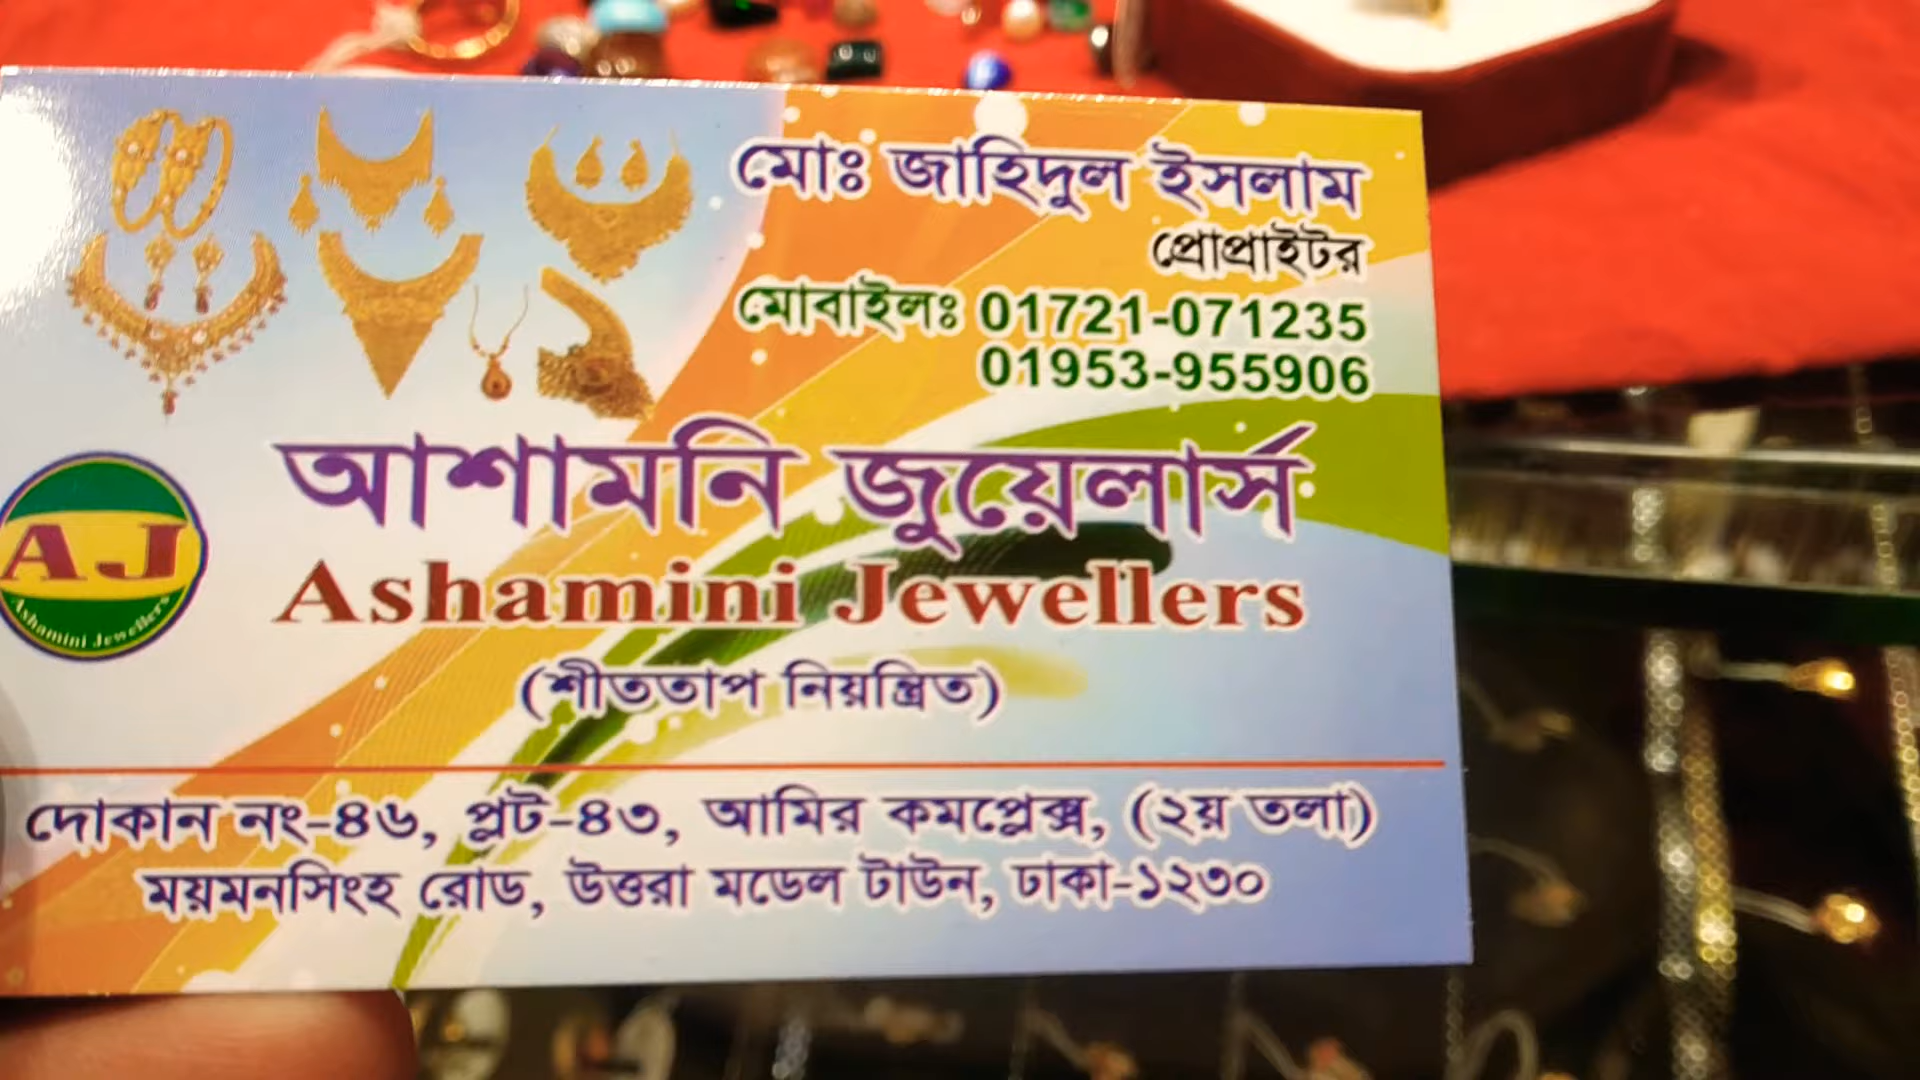 মোঃ জাহিদুল ইসলাম
প্রোপ্রাইটর
মোবাইলঃ 01721-071235
01953-955906
আশামনি জুয়েলার্স
AJ
Ashamini Jewellers
Ashamini Jewellers
(শীততাপ নিয়ন্ত্রিত)
দোকান নং-৪৬, প্লট-৪৩, আমির কমপ্লেক্স, (২য় তলা)
ময়মনসিংহ রোড, উত্তরা মডেল টাউন, ঢাকা-১২৩০